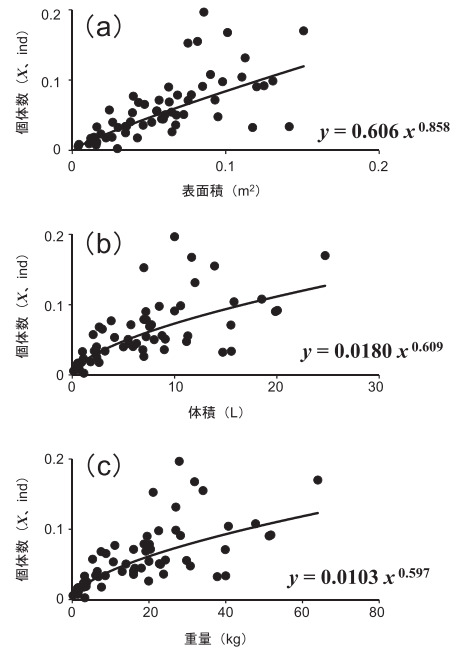 (a)
0.2
0.1
0
個体数（X、ind）
y = 0.606 x^0.858
0 0.1 0.2
表面積（m²）
(b)
0.2
0.1
0
個体数（X、ind）
y = 0.0180 x^0.609
0 10 20 30
体積（L）
(c)
0.2
0.1
0
個体数（X、ind）
y = 0.0103 x^0.597
0 20 40 60 80
重量（kg）